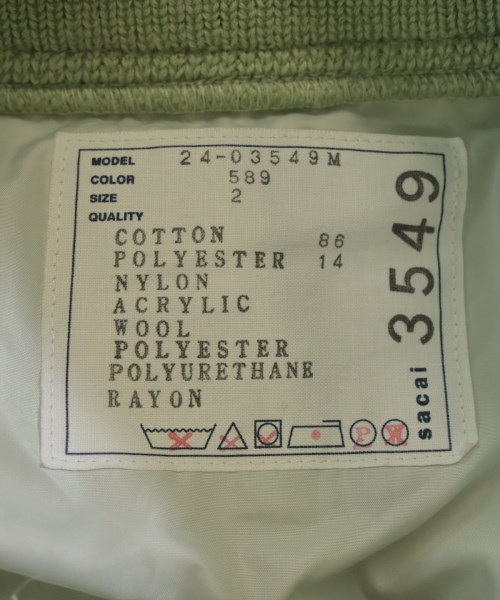 MODEL 24-03549M
COLOR 589
SIZE 2
QUALITY
COTTON 86
POLYESTER 14
NYLON
ACRYLIC
WOOL
POLYESTER
POLYURETHANE
RAYON
P W
sacai 3549